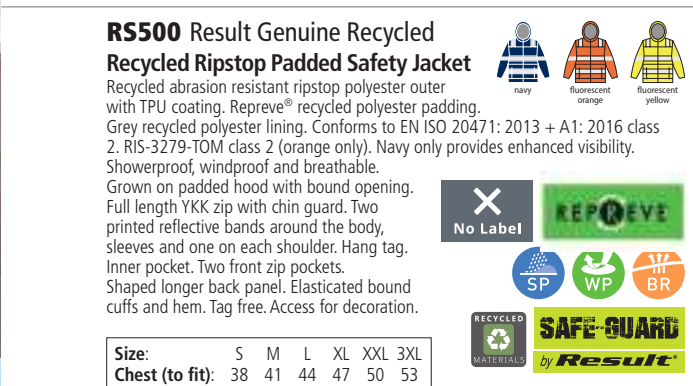 RS500 Result Genuine Recycled
Recycled Ripstop Padded Safety Jacket
Recycled abrasion resistant ripstop polyester outer
with TPU coating. Repreve® recycled polyester padding.
Grey recycled polyester lining. Conforms to EN ISO 20471: 2013 + A1: 2016 class
2. RIS-3279-TOM class 2 (orange only). Navy only provides enhanced visibility.
Showerproof, windproof and breathable.
Grown on padded hood with bound opening.
Full length YKK zip with chin guard. Two
printed reflective bands around the body,
sleeves and one on each shoulder. Hang tag.
Inner pocket. Two front zip pockets.
Shaped longer back panel. Elasticated bound
cuffs and hem. Tag free. Access for decoration.
navy
fluorescent
orange
fluorescent
yellow
No Label
REPREVE
SP WP BR
RECYCLED
MATERIALS
SAFE-GUARD
by Result®
Size: S M L XL XXL 3XL
Chest (to fit): 38 41 44 47 50 53